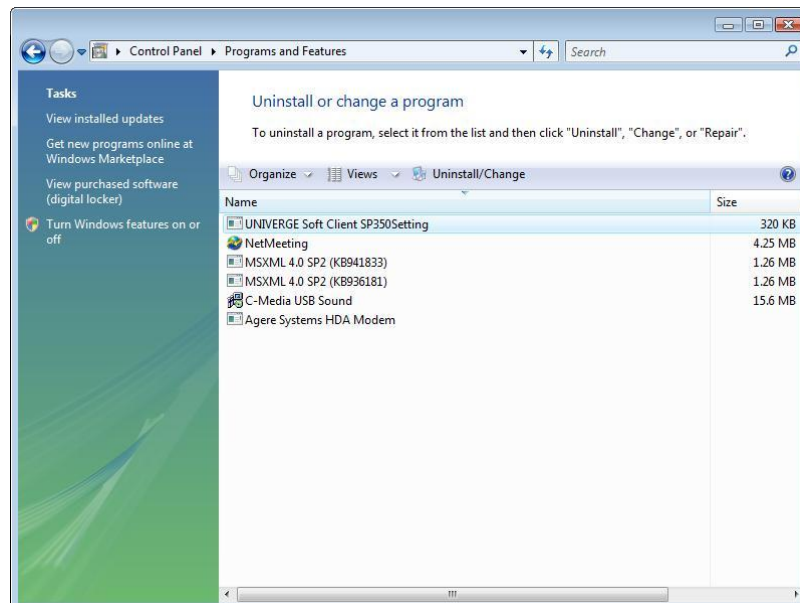 Control Panel
Programs and Features
Search
Tasks
View installed updates
Get new programs online at
Windows Marketplace
View purchased software
(digital locker)
Turn Windows features on or
off
Uninstall or change a program
To uninstall a program, select it from the list and then click "Uninstall", "Change", or "Repair".
Organize Views Uninstall/Change
Name Size
UNIVERGE Soft Client SP350Setting 320 KB
NetMeeting 4.25 MB
MSXML 4.0 SP2 (KB941833) 1.26 MB
MSXML 4.0 SP2 (KB936181) 1.26 MB
C-Media USB Sound 15.6 MB
Agere Systems HDA Modem